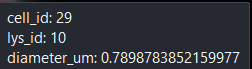 cell_id: 29
lys_id: 10
diameter_um: 0.7898783852159977